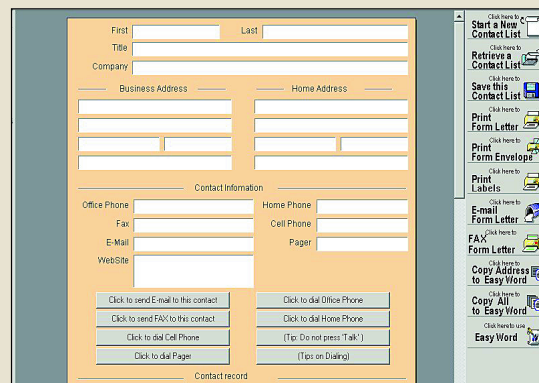 First
Last
Title
Company
Business Address
Home Address
Contact Infomation
Office Phone
Home Phone
Fax
Cell Phone
E-Mail
Pager
WebSite
Click to send E-mail to this contact
Click to dial Office Phone
Click to send FAX to this contact
Click to dial Home Phone
Click to dial Cell Phone
(Tip: Do not press 'Talk' )
Click to dial Pager
(Tips on Dialing)
Contact record
Click here to
Start a New
Contact List
Click here to
Retrieve a
Contact List
Click here to
Save this
Contact List
Click here to
Print
Form Letter
Click here to
Print
Form Envelope
Click here to
Print
Labels
Click here to
E-mail
Form Letter
Click here to
FAX
Form Letter
Click here to
Copy Address
to Easy Word
Click here to
Copy All
to Easy Word
Click here to use
Easy Word